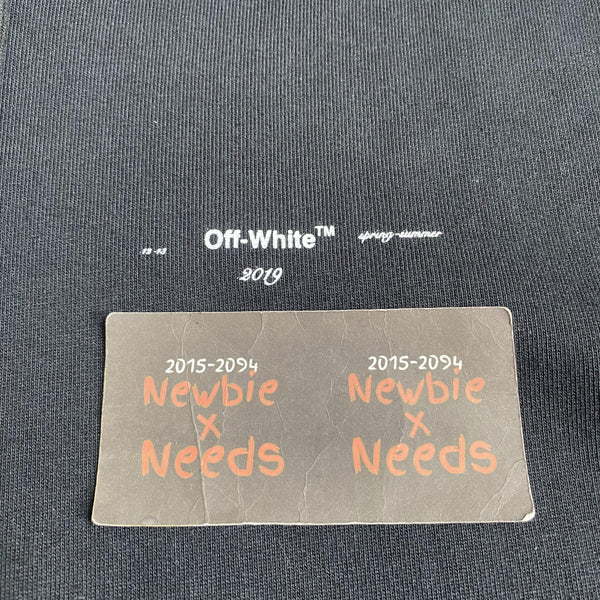 Off-White™ spring-summer
2019
2015-2094 2015-2094
Newbie Newbie
x x
Needs Needs